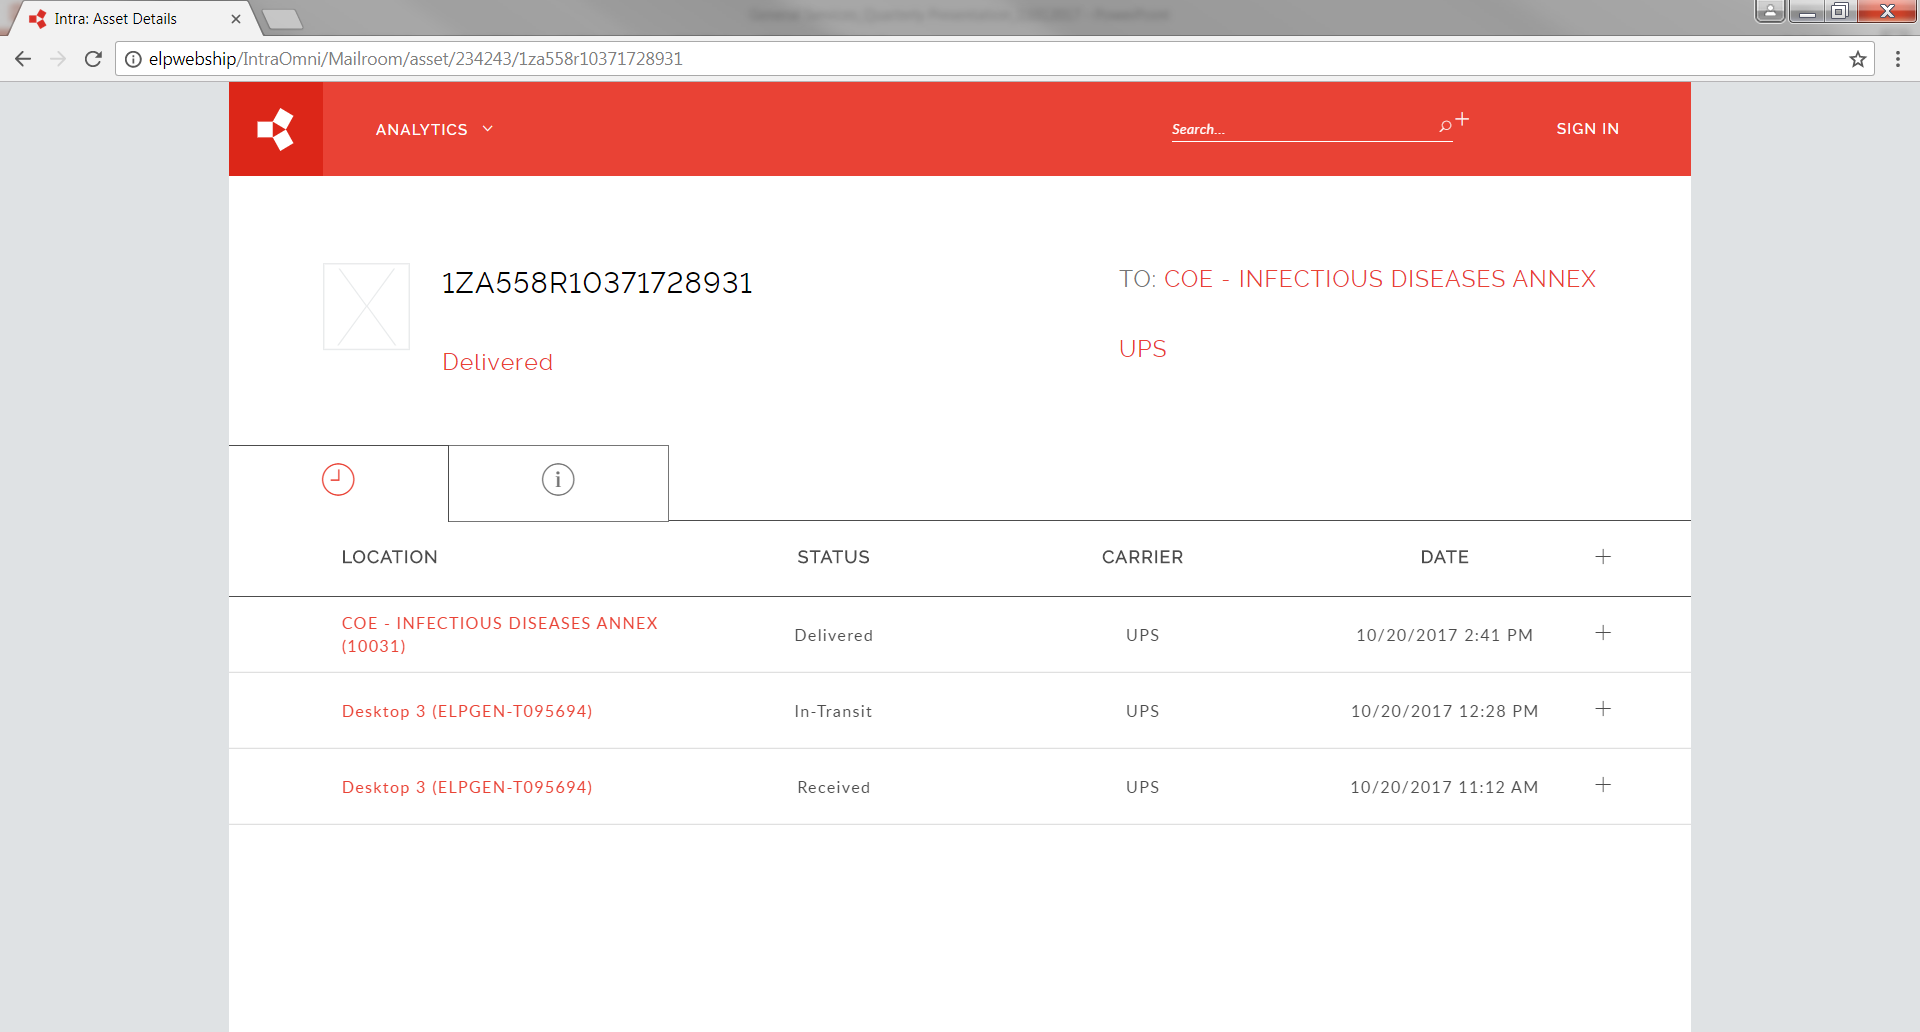 Intra: Asset Details
elpwebship/IntraOmni/Mailroom/asset/234243/1za558r10371728931
ANALYTICS
Search...
SIGN IN
1ZA558R10371728931
TO: COE - INFECTIOUS DISEASES ANNEX
Delivered
UPS
LOCATION STATUS CARRIER DATE
COE - INFECTIOUS DISEASES ANNEX
(10031)
Delivered UPS 10/20/2017 2:41 PM
Desktop 3 (ELPGEN-T095694) In-Transit UPS 10/20/2017 12:28 PM
Desktop 3 (ELPGEN-T095694) Received UPS 10/20/2017 11:12 AM